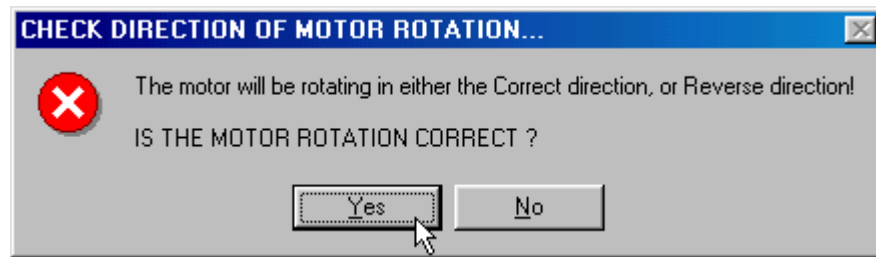 CHECK DIRECTION OF MOTOR ROTATION...
The motor will be rotating in either the Correct direction, or Reverse direction!
IS THE MOTOR ROTATION CORRECT ?
Yes No